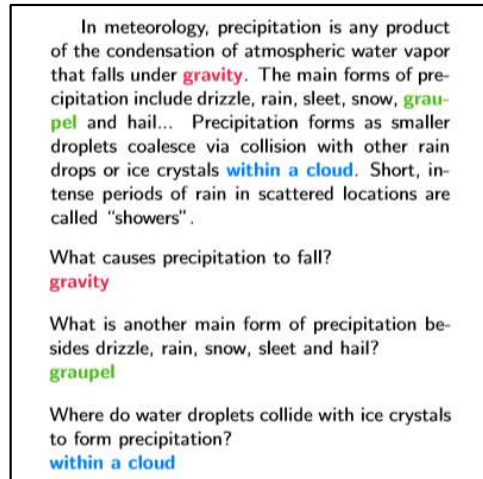 In meteorology, precipitation is any product
of the condensation of atmospheric water vapor
that falls under gravity. The main forms of pre-
cipitation include drizzle, rain, sleet, snow, grau-
pel and hail... Precipitation forms as smaller
droplets coalesce via collision with other rain
drops or ice crystals within a cloud. Short, in-
tense periods of rain in scattered locations are
called “showers”.
What causes precipitation to fall?
gravity
What is another main form of precipitation be-
sides drizzle, rain, snow, sleet and hail?
graupel
Where do water droplets collide with ice crystals
to form precipitation?
within a cloud